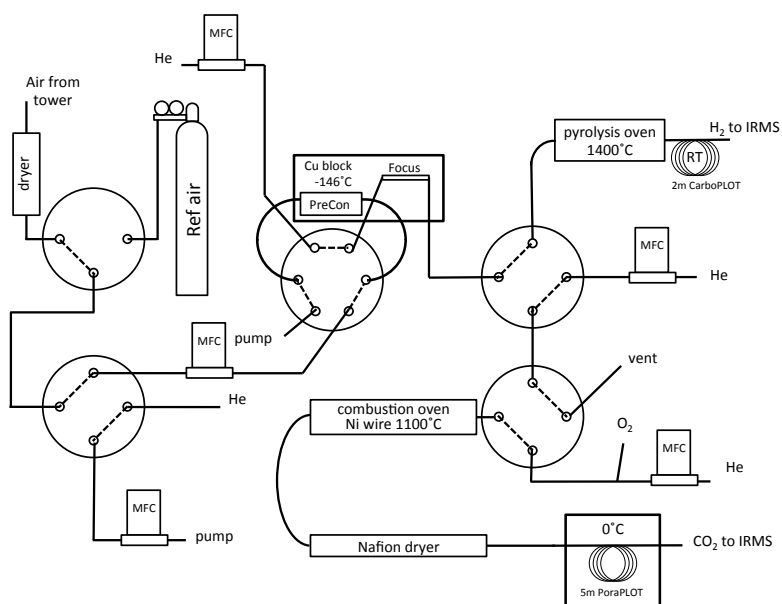 MFC
He
Air from
tower
dryer
Ref air
Cu block
-146˚C
Focus
PreCon
pyrolysis oven
1400˚C
H₂ to IRMS
RT
2m CarboPLOT
MFC
He
pump
MFC
vent
He
combustion oven
Ni wire 1100˚C
O₂
MFC
He
MFC
pump
Nafion dryer
0˚C
CO₂ to IRMS
5m PoraPLOT